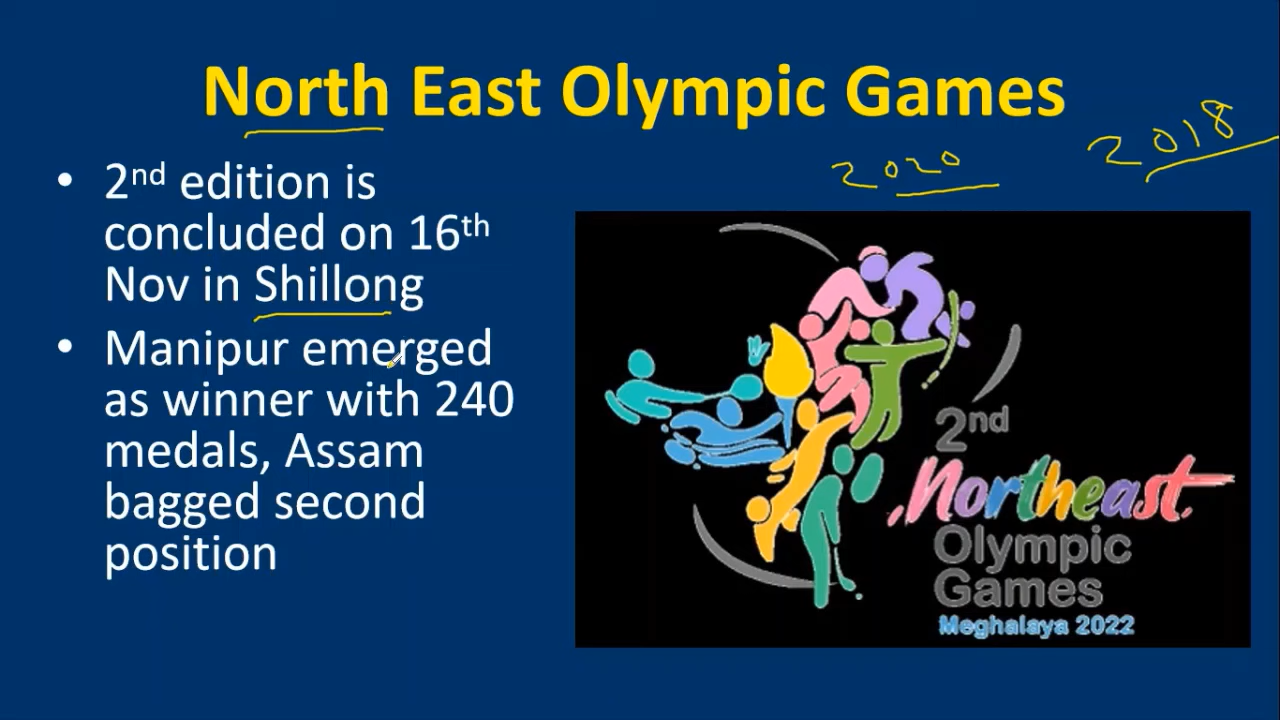 North East Olympic Games
2018
2020
• 2nd edition is
concluded on 16th
Nov in Shillong
• Manipur emerged
as winner with 240
medals, Assam
bagged second
position
2nd
Northeast
Olympic
Games
Meghalaya 2022